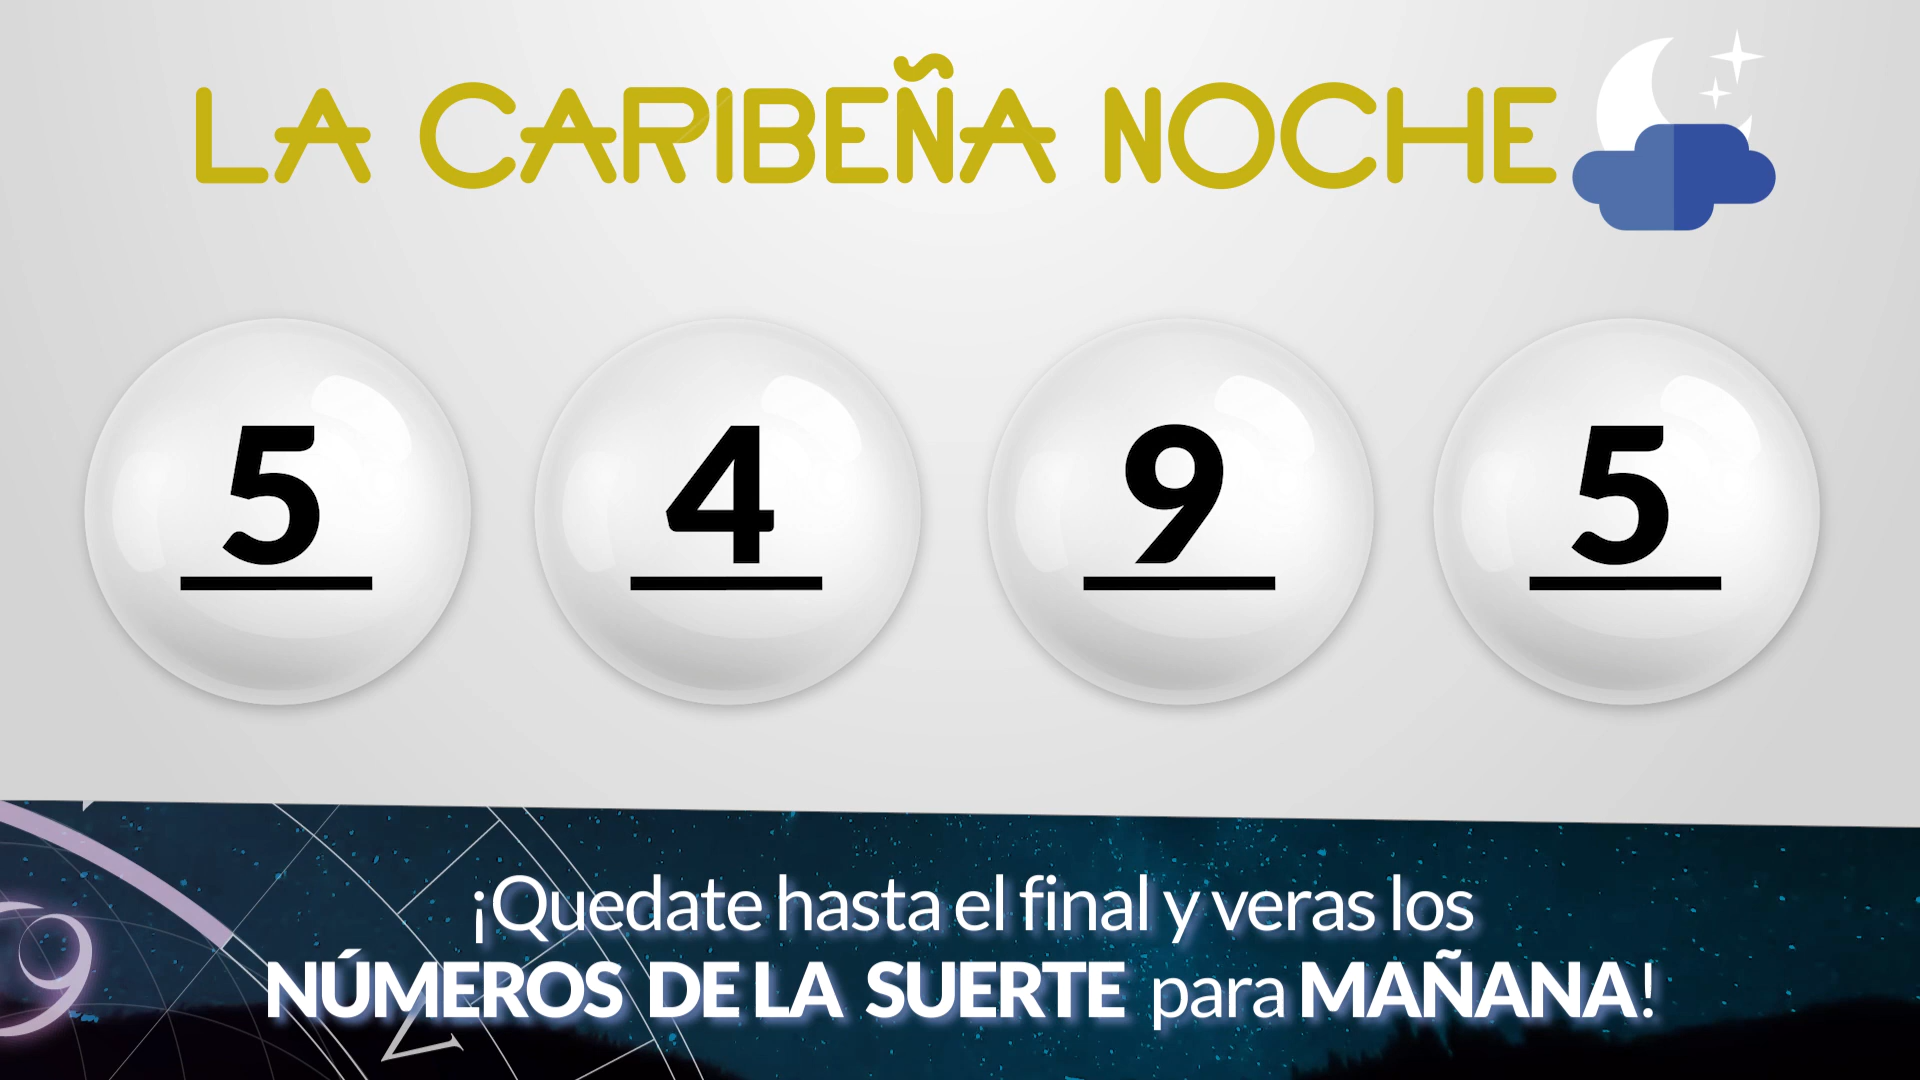 LA CARIBEÑA NOCHE
5 4 9 5
¡Quedate hasta el final y veras los
NÚMEROS DE LA SUERTE para MAÑANA!